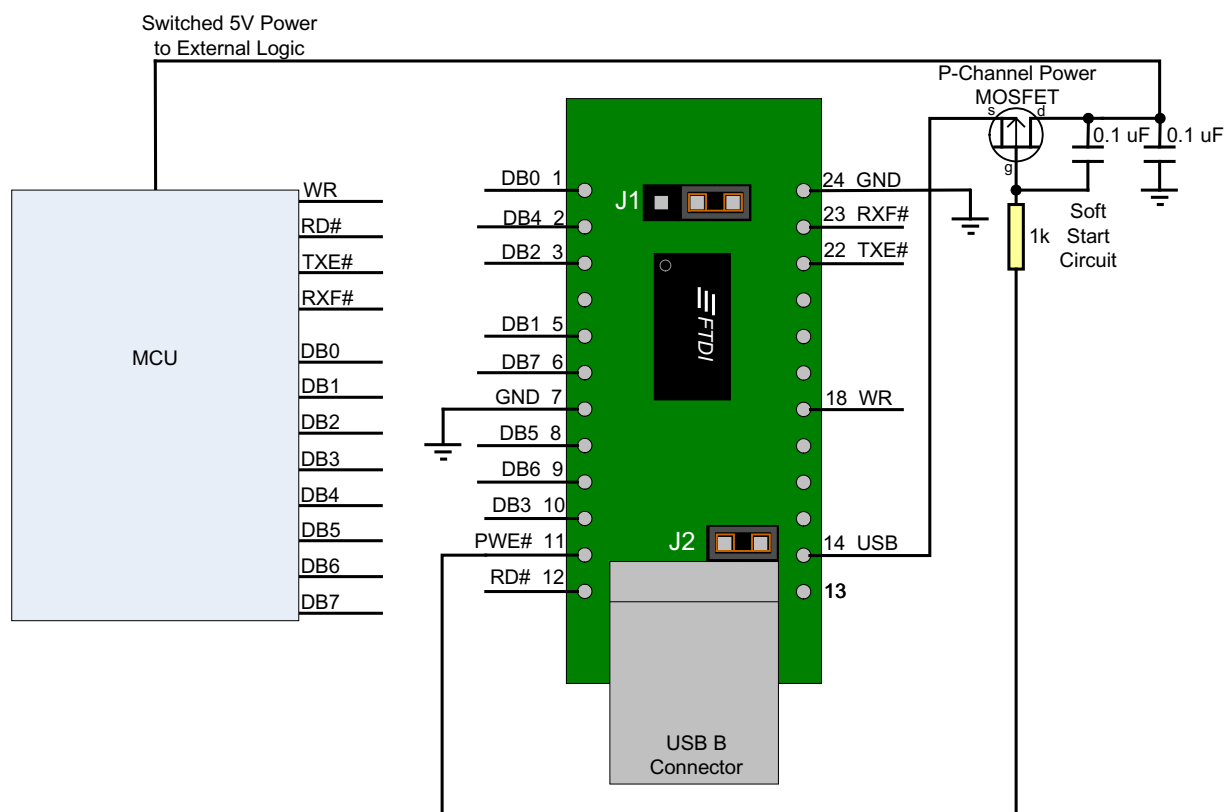 Switched 5V Power
to External Logic
P-Channel Power
MOSFET
s
d
g
0.1 uF
0.1 uF
1k
Soft
Start
Circuit
MCU
WR
RD#
TXE#
RXF#
DB0
DB1
DB2
DB3
DB4
DB5
DB6
DB7
DB0 1
DB4 2
DB2 3
DB1 5
DB7 6
GND 7
DB5 8
DB6 9
DB3 10
PWE# 11
RD# 12
J1
FTDI
J2
24 GND
23 RXF#
22 TXE#
18 WR
14 USB
13
USB B
Connector